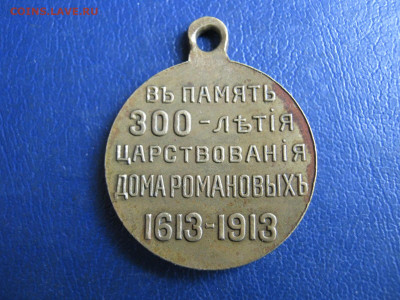 COINS.LAVE.RU
ВЪ ПАМЯТЬ
300-ЛѢТІЯ
ЦАРСТВОВАНІЯ
ДОМА РОМАНОВЫХЪ
1613-1913